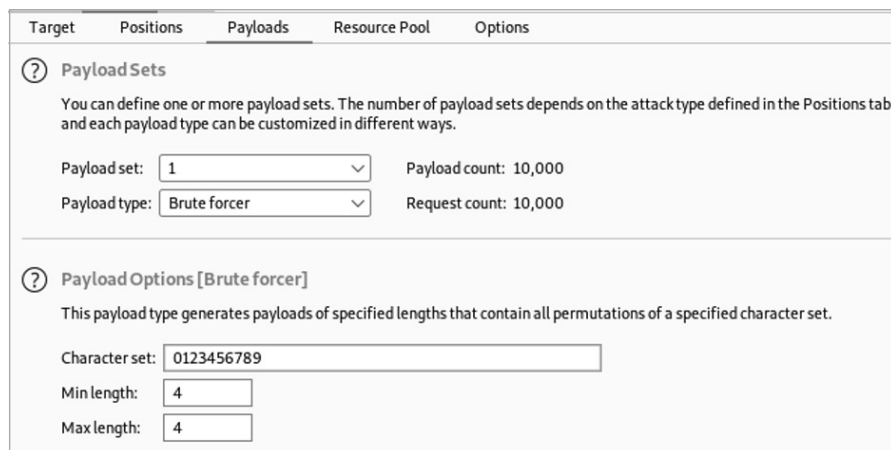 Target Positions Payloads Resource Pool Options
? Payload Sets
You can define one or more payload sets. The number of payload sets depends on the attack type defined in the Positions tab
and each payload type can be customized in different ways.
Payload set: 1 Payload count: 10,000
Payload type: Brute forcer Request count: 10,000
? Payload Options [Brute forcer]
This payload type generates payloads of specified lengths that contain all permutations of a specified character set.
Character set: 0123456789
Min length: 4
Max length: 4